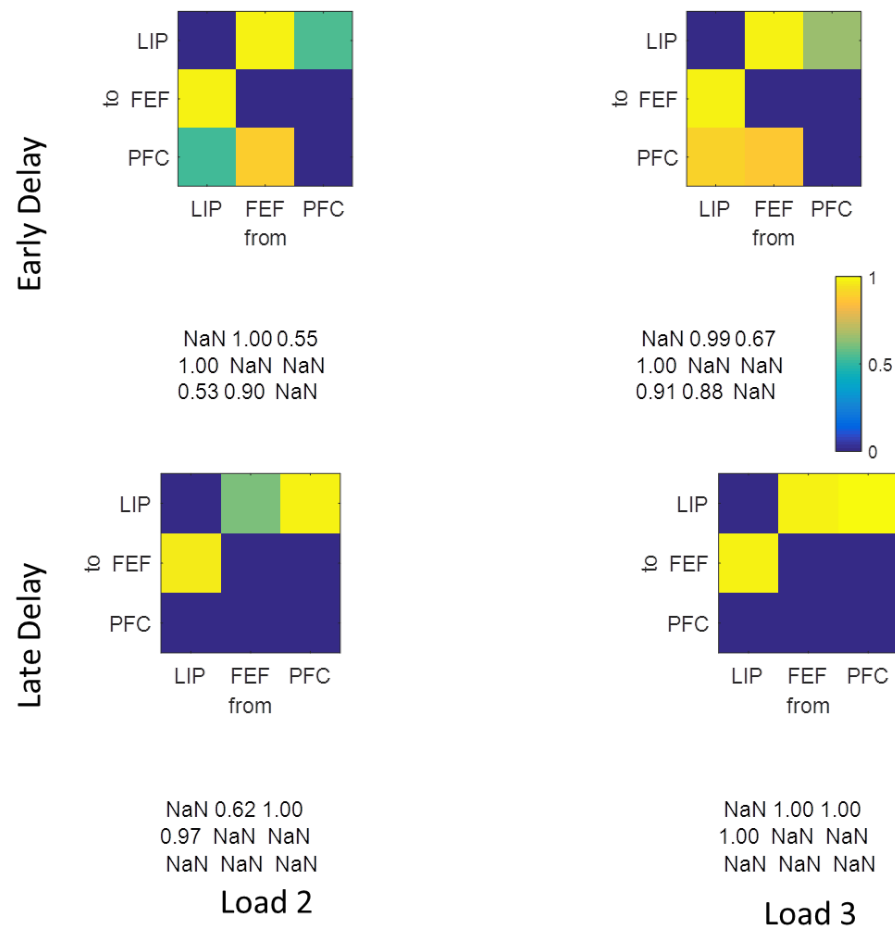 Early Delay
LIP
to FEF
PFC
LIP FEF PFC
from
NaN 1.00 0.55
1.00 NaN NaN
0.53 0.90 NaN
LIP
to FEF
PFC
LIP FEF PFC
from
NaN 0.99 0.67
1.00 NaN NaN
0.91 0.88 NaN
1
0.5
0
Late Delay
LIP
to FEF
PFC
LIP FEF PFC
from
NaN 0.62 1.00
0.97 NaN NaN
NaN NaN NaN
Load 2
LIP
to FEF
PFC
LIP FEF PFC
from
NaN 1.00 1.00
1.00 NaN NaN
NaN NaN NaN
Load 3